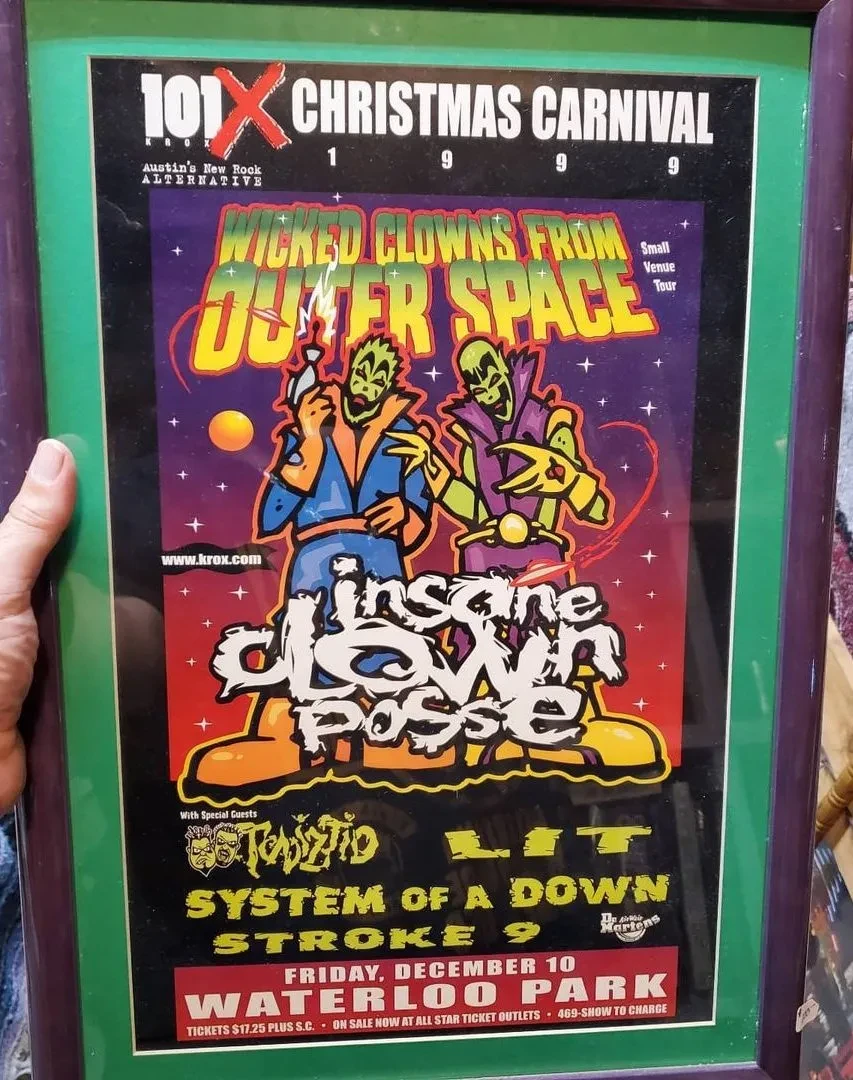 101X CHRISTMAS CARNIVAL
KROX
1999
Austin's New Rock
ALTERNATIVE
WICKED CLOWNS FROM
OUTER SPACE
Small
Venue
Tour
www.krox.com
insane
clown
posse
With Special Guests
TWIZTID LIT
SYSTEM OF A DOWN
STROKE 9
Dr. AirWair
Martens
FRIDAY, DECEMBER 10
WATERLOO PARK
TICKETS $17.25 PLUS S.C. • ON SALE NOW AT ALL STAR TICKET OUTLETS • 469-SHOW TO CHARGE